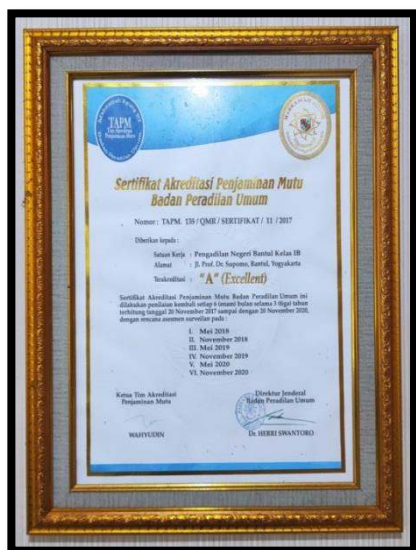 TAPM
Tim Akreditasi
Penjaminan Mutu
Sertifikat Akreditasi Penjaminan Mutu
Badan Peradilan Umum
Nomor : TAPM. 135 / QMR / SERTIFIKAT / 11 / 2017
Diberikan kepada :
Satuan Kerja : Pengadilan Negeri Bantul Kelas IB
Alamat : Jl. Prof. Dr. Supomo, Bantul, Yogyakarta
Terakreditasi : "A" (Excellent)
Sertifikat Akreditasi Penjaminan Mutu Badan Peradilan Umum ini
dilakukan penilaian kembali setiap 6 (enam) bulan selama 3 (tiga) tahun
terhitung tanggal 20 November 2017 sampai dengan 20 November 2020,
dengan rencana asesmen surveilan pada :
I. Mei 2018
II. November 2018
III. Mei 2019
IV. November 2019
V. Mei 2020
VI. November 2020
Ketua Tim Akreditasi
Penjaminan Mutu
WAHYUDIN
Direktur Jenderal
Badan Peradilan Umum
Dr. HERRI SWANTORO